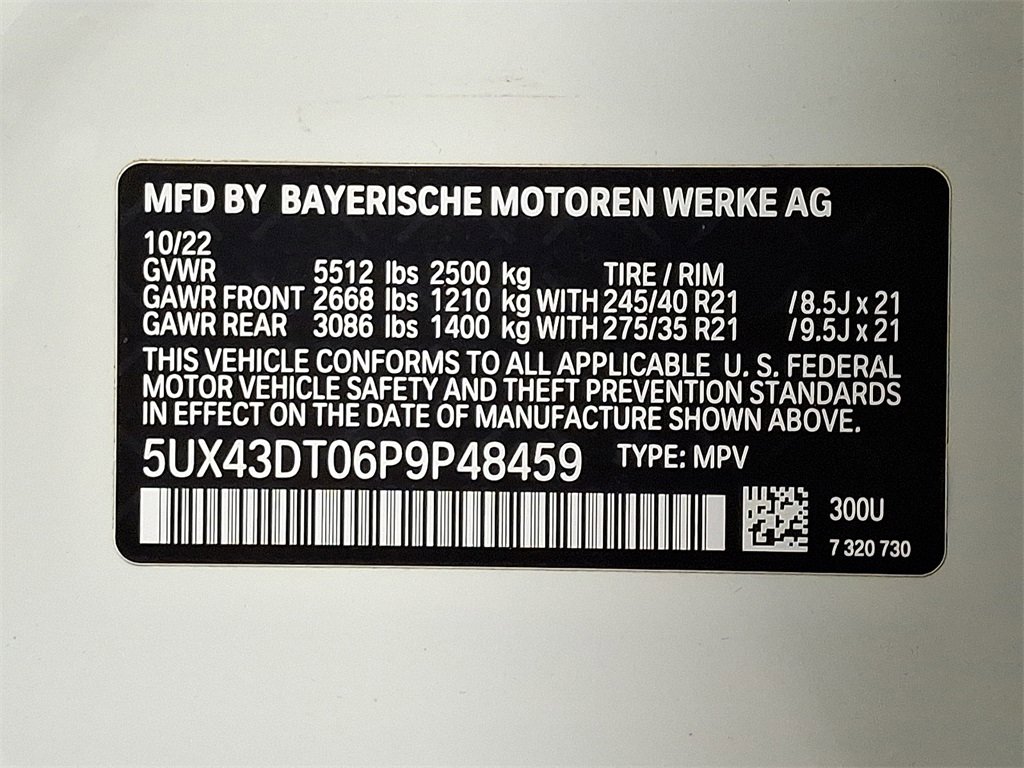 MFD BY BAYERISCHE MOTOREN WERKE AG
10/22
GVWR 5512 lbs 2500 kg TIRE / RIM
GAWR FRONT 2668 lbs 1210 kg WITH 245/40 R21 /8.5J x 21
GAWR REAR 3086 lbs 1400 kg WITH 275/35 R21 /9.5J x 21
THIS VEHICLE CONFORMS TO ALL APPLICABLE U. S. FEDERAL
MOTOR VEHICLE SAFETY AND THEFT PREVENTION STANDARDS
IN EFFECT ON THE DATE OF MANUFACTURE SHOWN ABOVE.
5UX43DT06P9P48459 TYPE: MPV
300U
7 320 730